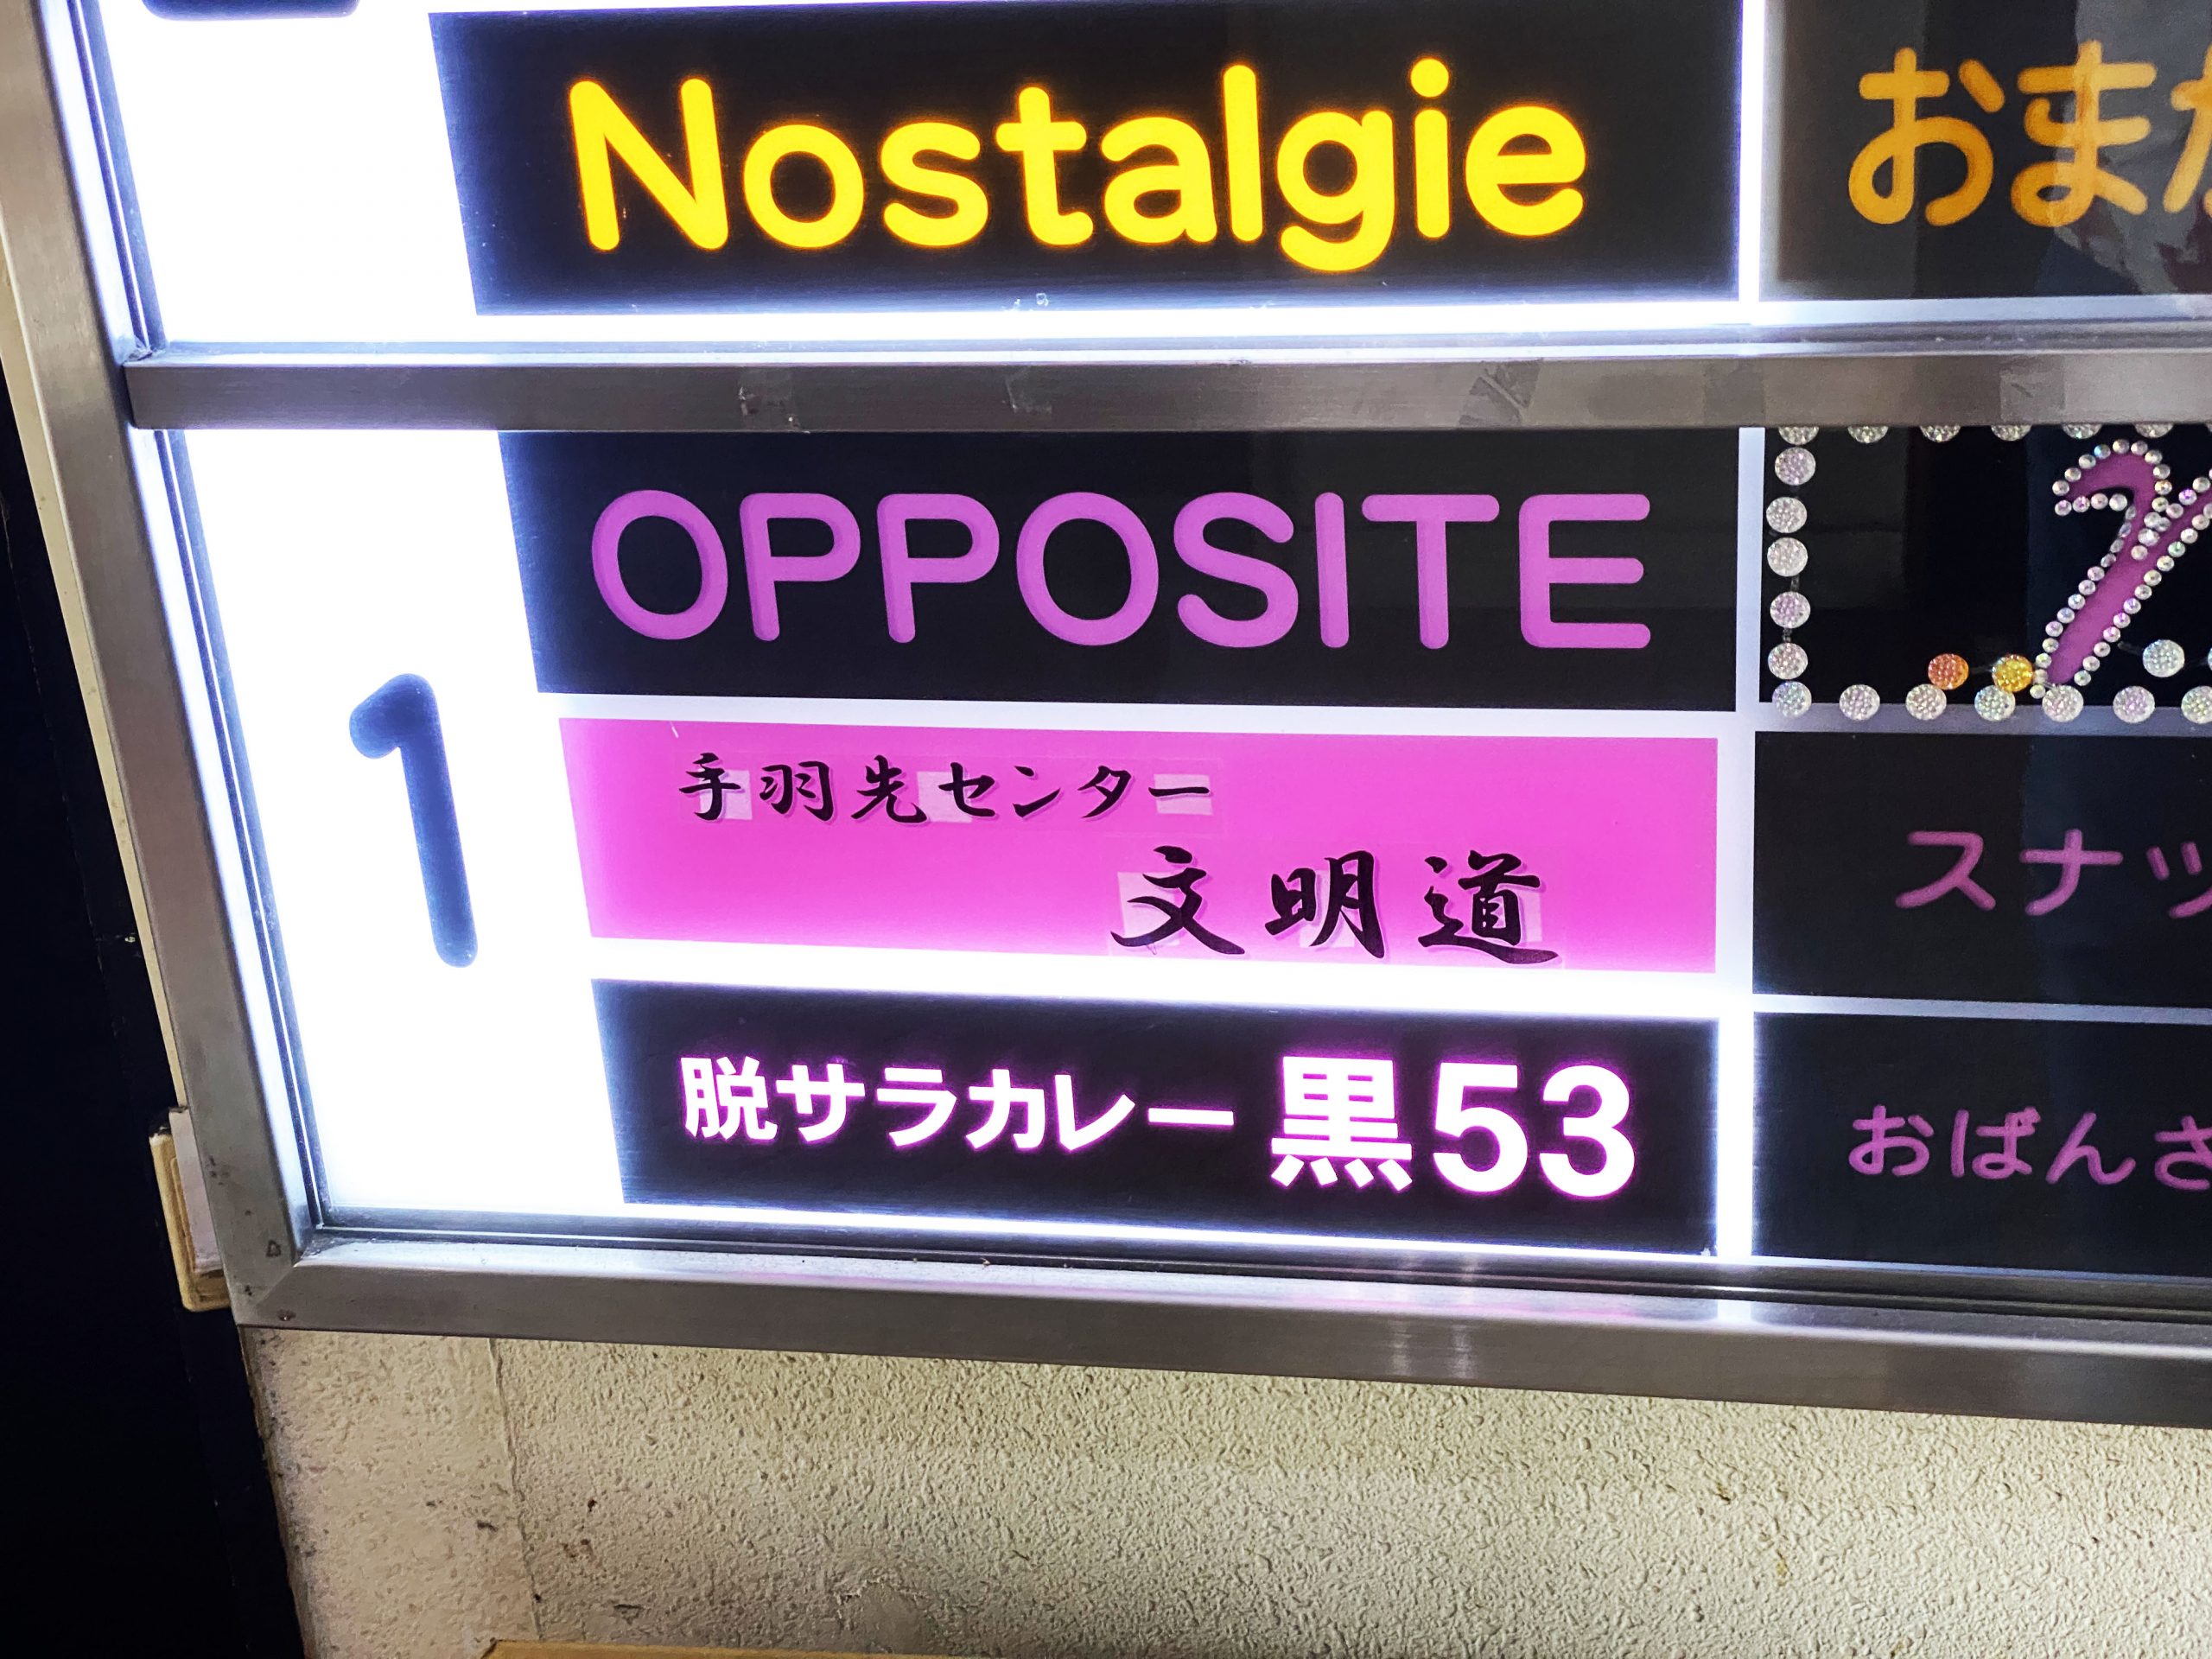 Nostalgie
おま
1
OPPOSITE
手羽先センター
文明道
スナッ
脱サラカレー 黒53
おばんさ